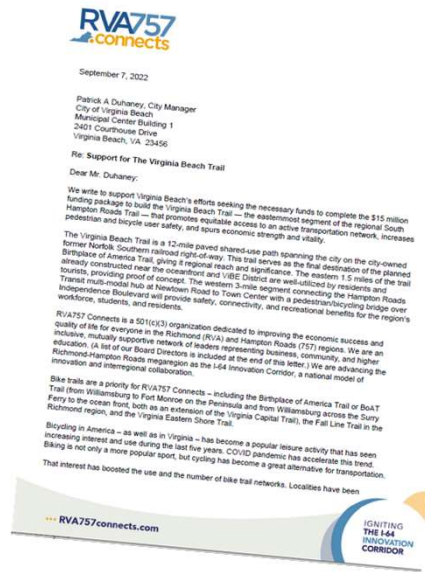 RVA757
connects
September 7, 2022
Patrick A Duhaney, City Manager
City of Virginia Beach
Municipal Center Building 1
2401 Courthouse Drive
Virginia Beach, VA 23456
Re: Support for The Virginia Beach Trail
Dear Mr. Duhaney:
We write to support Virginia Beach's efforts seeking the necessary funds to complete the $15 million
funding package to build the Virginia Beach Trail — the easternmost segment of the regional South
Hampton Roads Trail — that promotes equitable access to an active transportation network, increases
pedestrian and bicycle user safety, and spurs economic strength and vitality.
The Virginia Beach Trail is a 12-mile paved shared-use path spanning the city on the city-owned
former Norfolk Southern railroad right-of-way. This trail serves as the final destination of the planned
Birthplace of America Trail, giving it regional reach and significance. The eastern 1.5 miles of the trail
already constructed near the oceanfront and ViBE District are well-utilized by residents and
tourists, providing proof of concept. The western 3-mile segment connecting the Hampton Roads
Transit multi-modal hub at Newtown Road to Town Center with a pedestrian/bicycling bridge over
Independence Boulevard will provide safety, connectivity, and recreational benefits for the region's
workforce, students, and residents.
RVA757 Connects is a 501(c)(3) organization dedicated to improving the economic success and
quality of life for everyone in the Richmond (RVA) and Hampton Roads (757) regions. We are an
inclusive, mutually supportive network of leaders representing business, community, and higher
education. (A list of our Board Directors is included at the end of this letter.) We are advancing the
Richmond-Hampton Roads megaregion as the I-64 Innovation Corridor, a national model of
innovation and interregional collaboration.
Bike trails are a priority for RVA757 Connects – including the Birthplace of America Trail or BoAT
Trail (from Williamsburg to Fort Monroe on the Peninsula and from Williamsburg across the Surry
Ferry to the ocean front, both as an extension of the Virginia Capital Trail), the Fall Line Trail in the
Richmond region, and the Virginia Eastern Shore Trail.
Bicycling in America – as well as in Virginia – has become a popular leisure activity that has seen
increasing interest and use during the last five years. COVID pandemic has accelerate this trend.
Biking is not only a more popular sport, but cycling has become a great alternative for transportation.
That interest has boosted the use and the number of bike trail networks. Localities have been
RVA757connects.com
IGNITING
THE I-64
INNOVATION
CORRIDOR